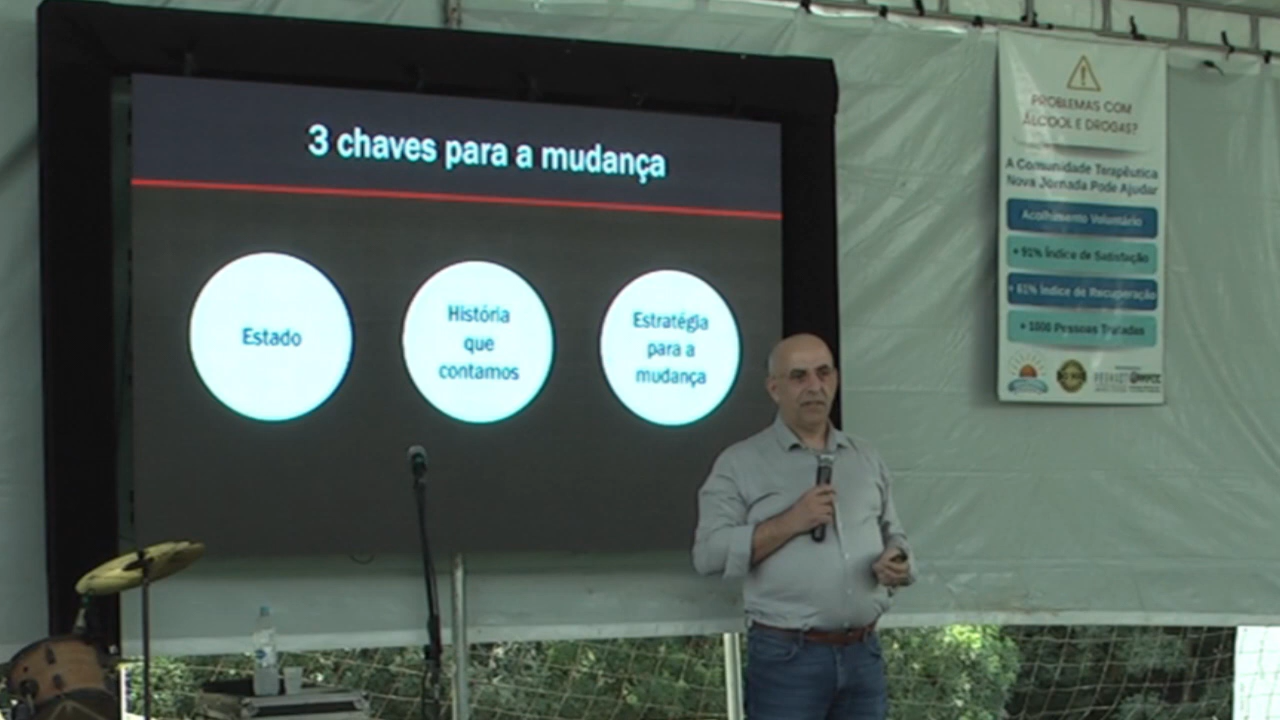 3 chaves para a mudança
Estado
História
que
contamos
Estratégia
para a
mudança
PROBLEMAS COM
ÁLCOOL E DROGAS?
A Comunidade Terapêutica
Nova Jornada Pode Ajudar
Acolhimento Voluntário
+ 91% Índice de Satisfação
+ 61% Índice de Recuperação
+ 1000 Pessoas Tratadas